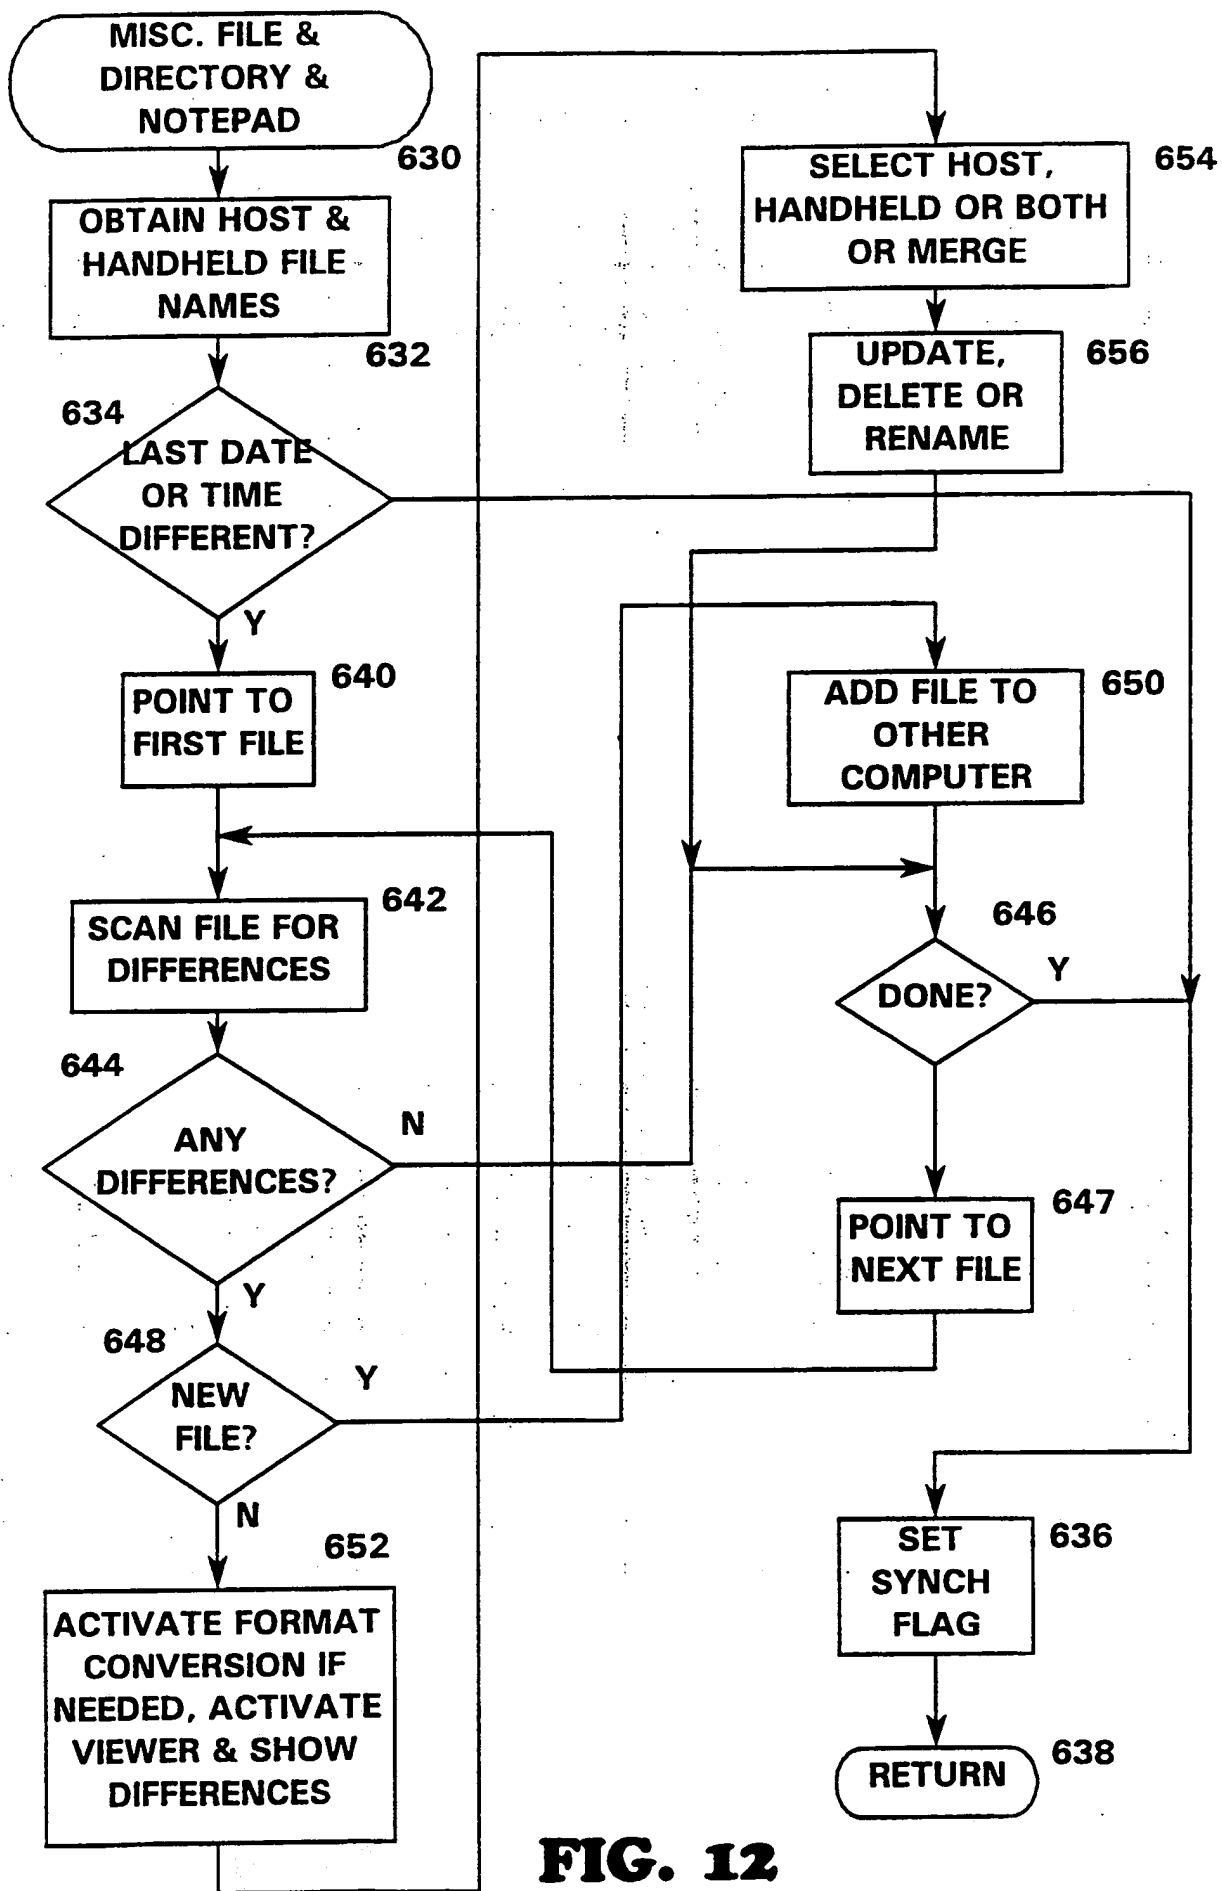 MISC. FILE &
DIRECTORY &
NOTEPAD
630
OBTAIN HOST &
HANDHELD FILE
NAMES
632
634
LAST DATE
OR TIME
DIFFERENT?
Y
640
POINT TO
FIRST FILE
642
SCAN FILE FOR
DIFFERENCES
644
ANY
DIFFERENCES?
N
Y
648
NEW
FILE?
Y
N
652
ACTIVATE FORMAT
CONVERSION IF
NEEDED, ACTIVATE
VIEWER & SHOW
DIFFERENCES
654
SELECT HOST,
HANDHELD OR BOTH
OR MERGE
656
UPDATE,
DELETE OR
RENAME
650
ADD FILE TO
OTHER
COMPUTER
646
DONE?
Y
647
POINT TO
NEXT FILE
636
SET
SYNCH
FLAG
638
RETURN
FIG. 12